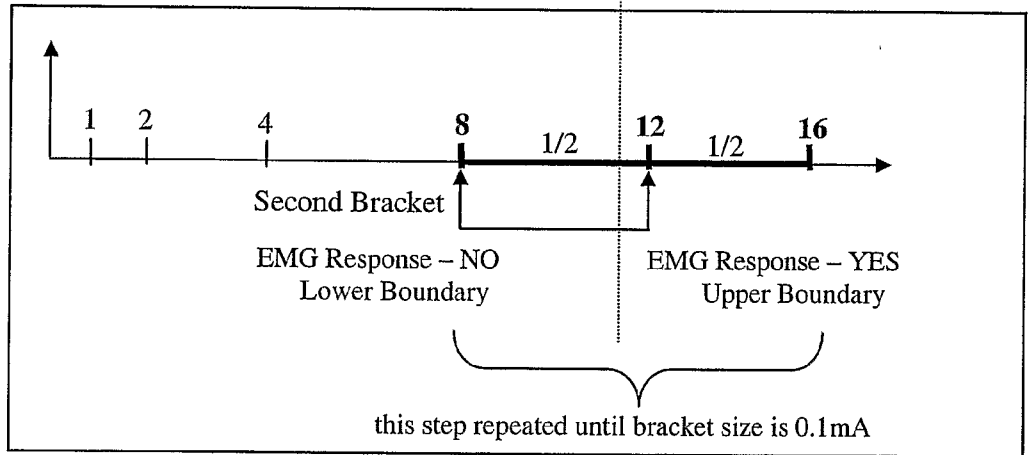 1 2 4 8 12 16
1/2 1/2
Second Bracket
EMG Response – NO
Lower Boundary
EMG Response – YES
Upper Boundary
this step repeated until bracket size is 0.1mA